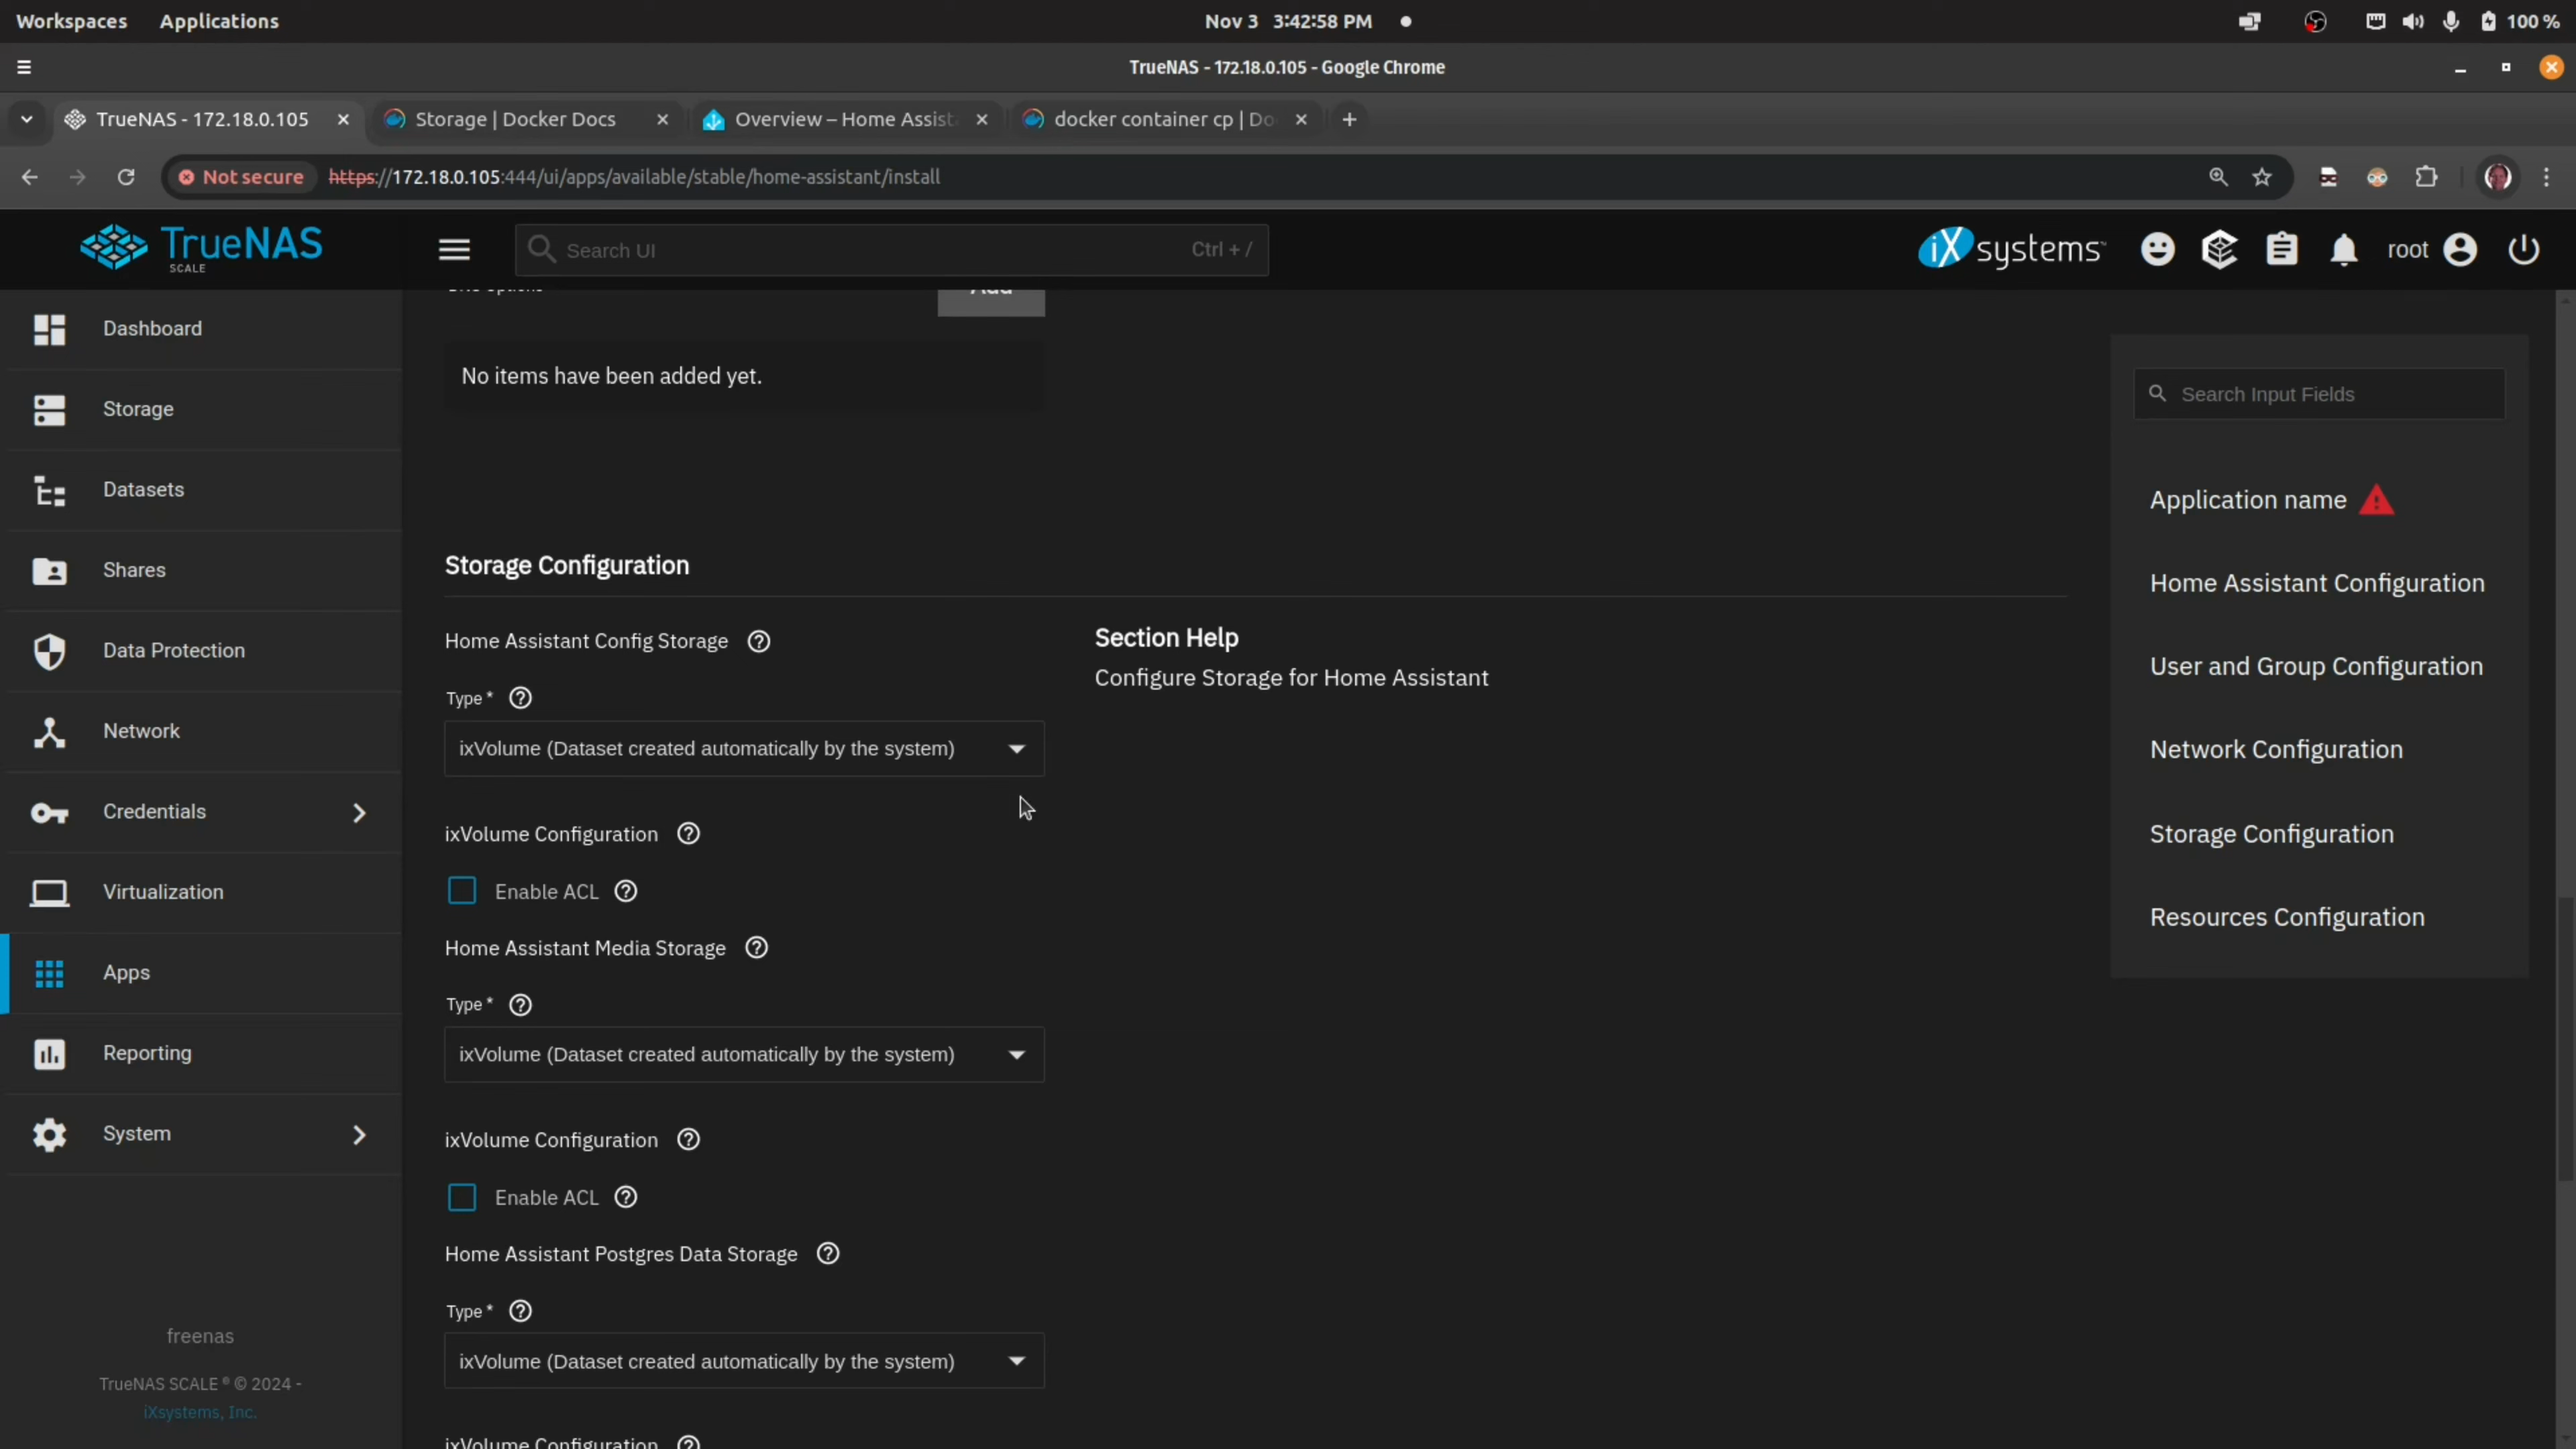 Workspaces Applications Nov 3 3:42:58 PM 100 %
TrueNAS - 172.18.0.105 - Google Chrome
TrueNAS - 172.18.0.105 Storage | Docker Docs Overview – Home Assist docker container cp | Do
Not secure https://172.18.0.105:444/ui/apps/available/stable/home-assistant/install
TrueNAS
SCALE
Search UI Ctrl + /
iX systems
root
Dashboard
Storage
Datasets
Shares
Data Protection
Network
Credentials
Virtualization
Apps
Reporting
System
freenas
TrueNAS SCALE ® © 2024 -
iXsystems, Inc.
Add
No items have been added yet.
Storage Configuration
Home Assistant Config Storage
Type *
ixVolume (Dataset created automatically by the system)
ixVolume Configuration
Enable ACL
Home Assistant Media Storage
Type *
ixVolume (Dataset created automatically by the system)
ixVolume Configuration
Enable ACL
Home Assistant Postgres Data Storage
Type *
ixVolume (Dataset created automatically by the system)
ixVolume Configuration
Section Help
Configure Storage for Home Assistant
Search Input Fields
Application name
Home Assistant Configuration
User and Group Configuration
Network Configuration
Storage Configuration
Resources Configuration